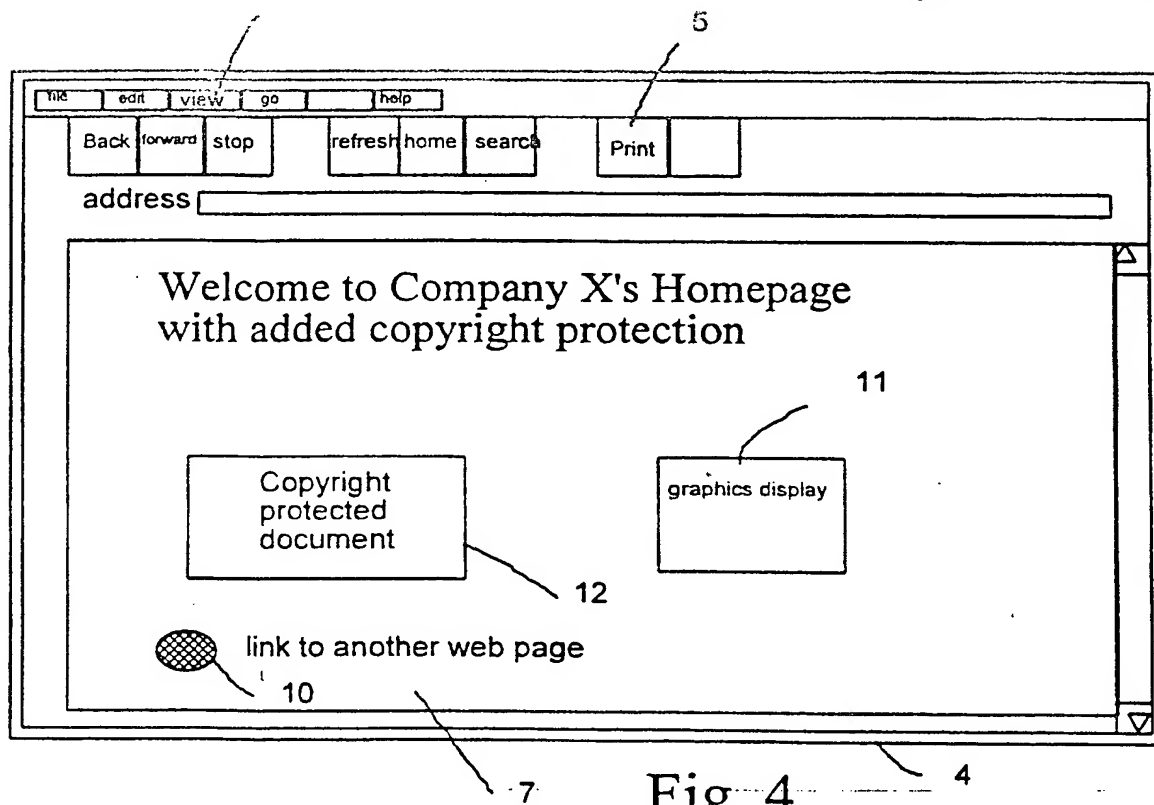 5
file edit view go help
Back forward stop refresh home search Print
address
Welcome to Company X's Homepage
with added copyright protection
11
Copyright
protected
document
graphics display
12
link to another web page
10
7
Fig 4
4